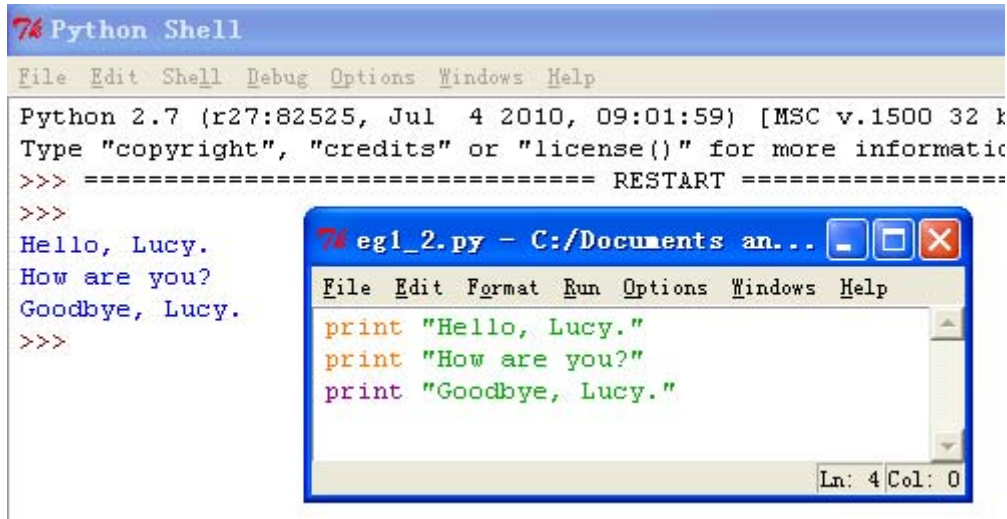 Python Shell
File Edit Shell Debug Options Windows Help
Python 2.7 (r27:82525, Jul  4 2010, 09:01:59) [MSC v.1500 32
Type "copyright", "credits" or "license()" for more
>>> ================================ RESTART =================
>>>
Hello, Lucy.
How are you?
Goodbye, Lucy.
>>>
eg1_2.py - C:/Documents an...
File Edit Format Run Options Windows Help
print "Hello, Lucy."
print "How are you?"
print "Goodbye, Lucy."
Ln: 4 Col: 0